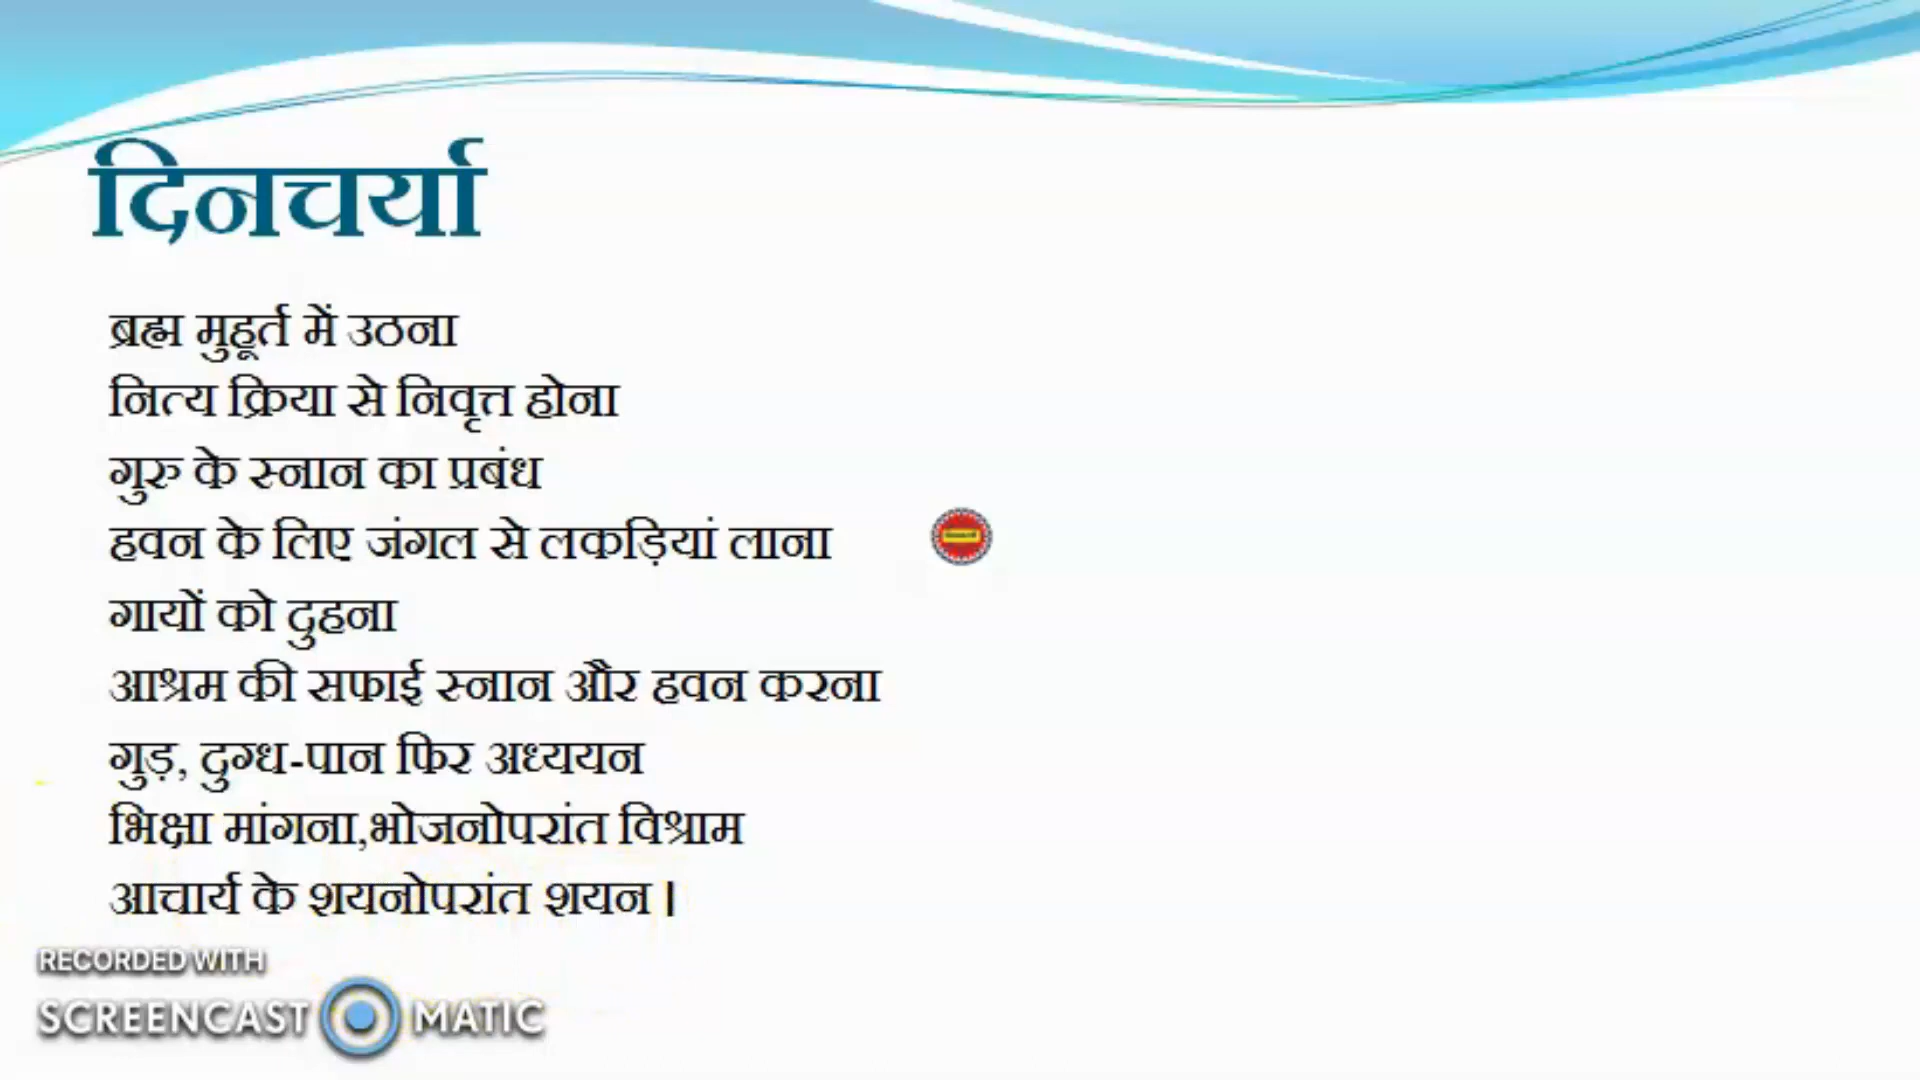 दिनचर्या
ब्रह्म मुहूर्त में उठना
नित्य क्रिया से निवृत्त होना
गुरु के स्नान का प्रबंध
हवन के लिए जंगल से लकड़ियां लाना
गायों को दुहना
आश्रम की सफाई स्नान और हवन करना
गुड़, दुग्ध-पान फिर अध्ययन
भिक्षा मांगना,भोजनोपरांत विश्राम
आचार्य के शयनोपरांत शयन।
RECORDED WITH
SCREENCAST MATIC